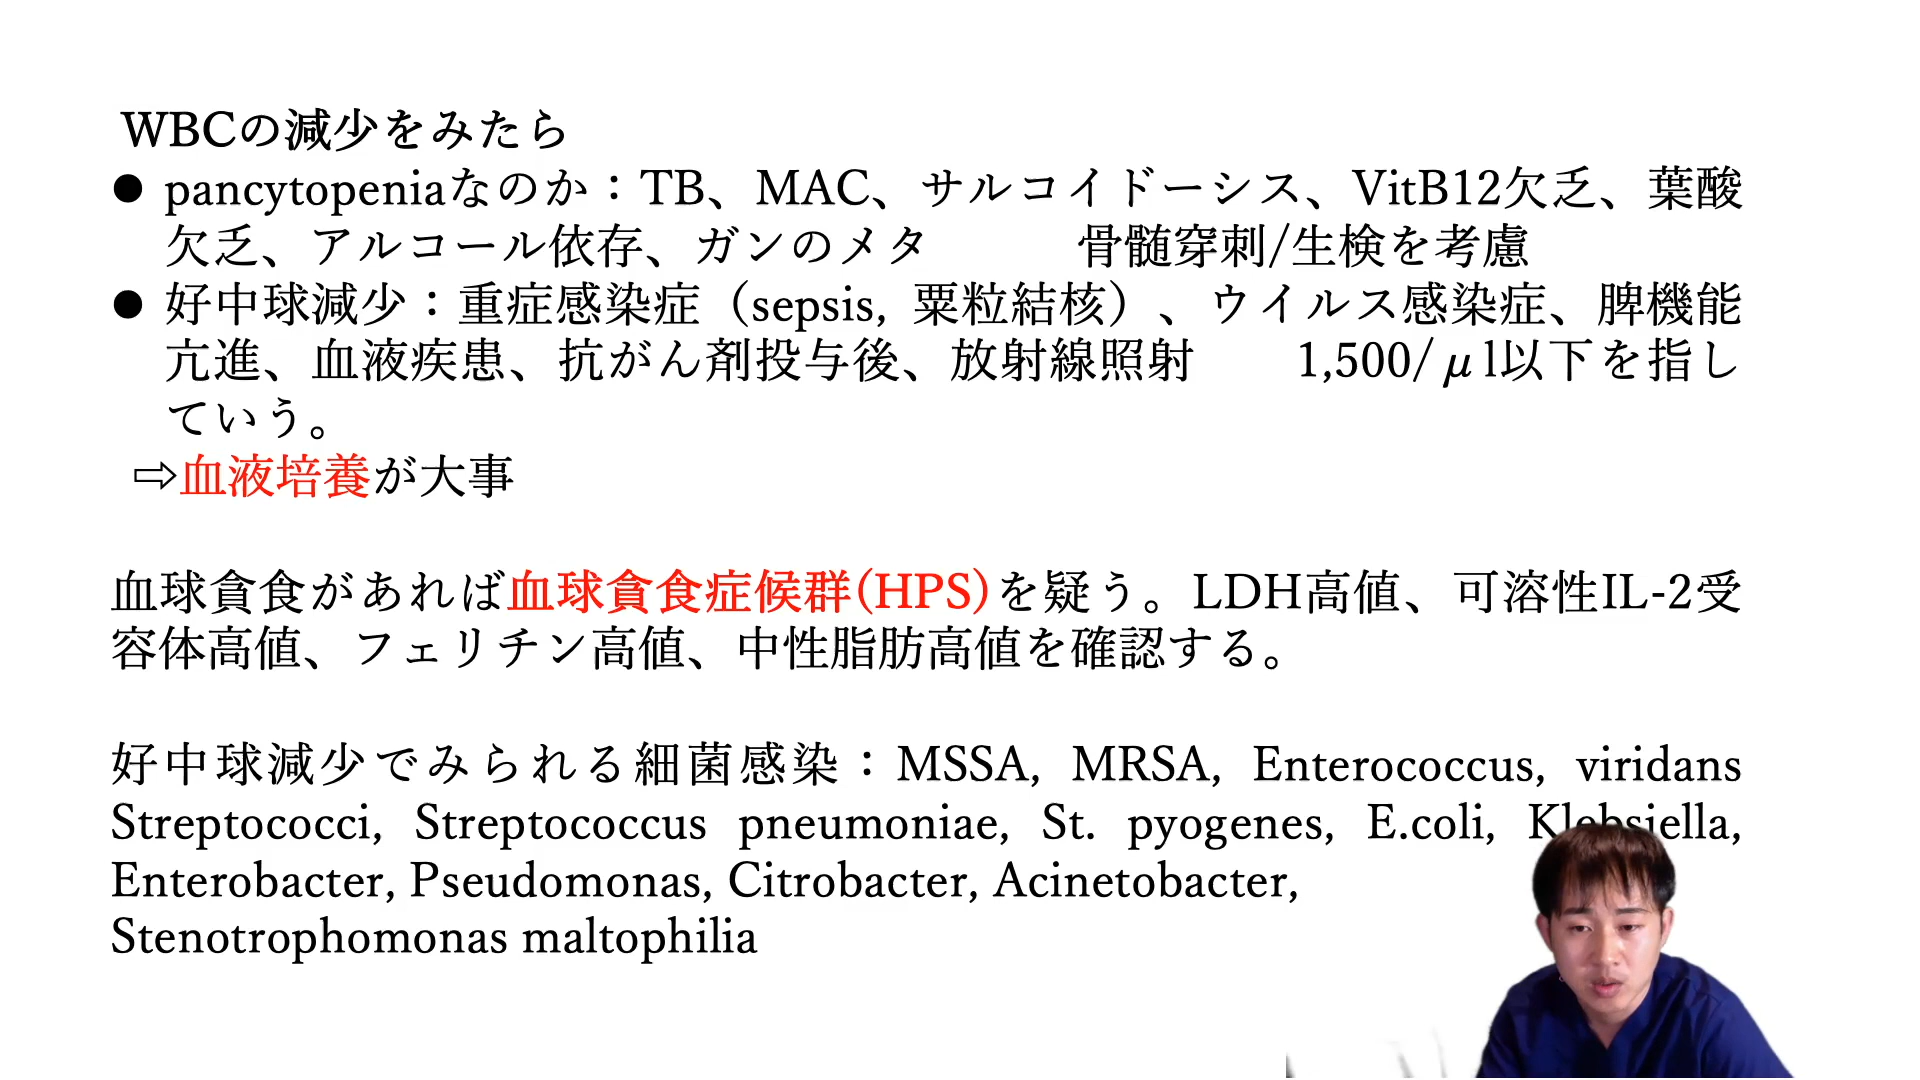 WBCの減少をみたら
● pancytopeniaなのか：TB、MAC、サルコイドーシス、VitB12欠乏、葉酸
欠乏、アルコール依存、ガンのメタ　　　骨髄穿刺/生検を考慮
● 好中球減少：重症感染症（sepsis, 粟粒結核）、ウイルス感染症、脾機能
亢進、血液疾患、抗がん剤投与後、放射線照射　　1,500/μl以下を指し
ていう。
⇨血液培養が大事
血球貪食があれば血球貪食症候群(HPS)を疑う。LDH高値、可溶性IL-2受
容体高値、フェリチン高値、中性脂肪高値を確認する。
好中球減少でみられる細菌感染：MSSA, MRSA, Enterococcus, viridans
Streptococci, Streptococcus pneumoniae, St. pyogenes, E.coli, Klebsiella,
Enterobacter, Pseudomonas, Citrobacter, Acinetobacter,
Stenotrophomonas maltophilia